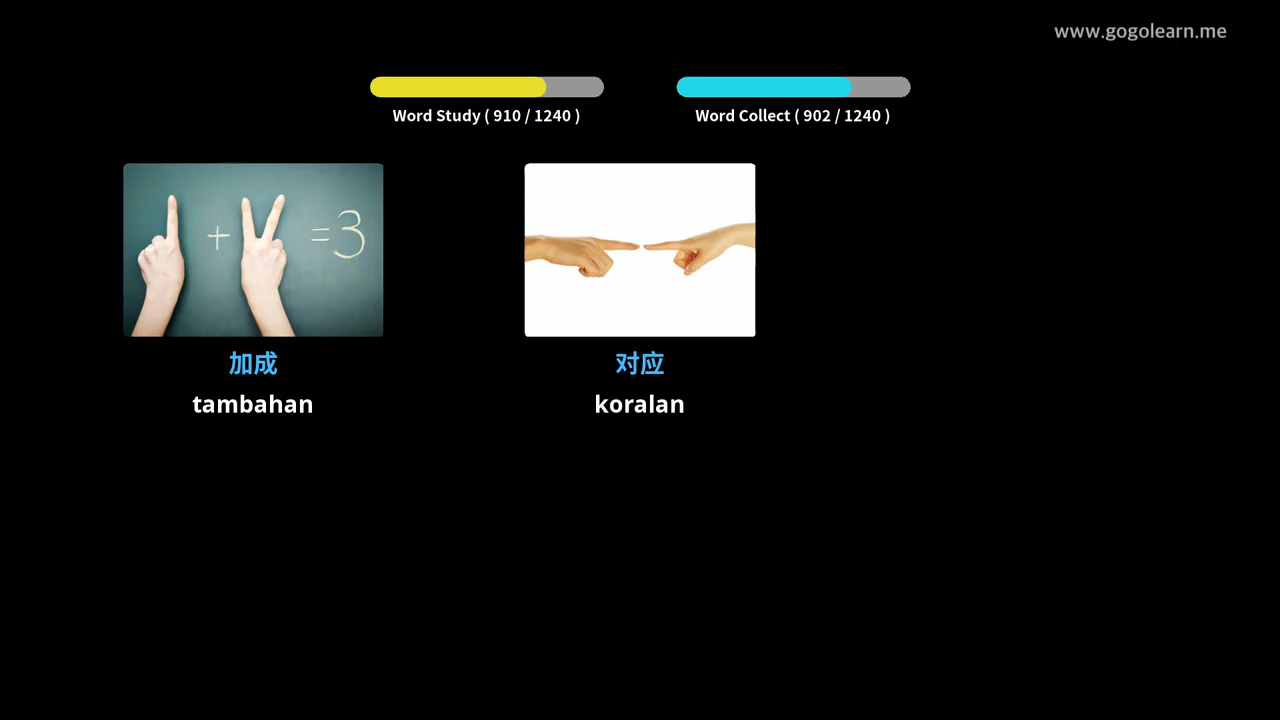 www.gogolearn.me
Word Study ( 910 / 1240 )
Word Collect ( 902 / 1240 )
+ =3
加成
tambahan
对应
koralan